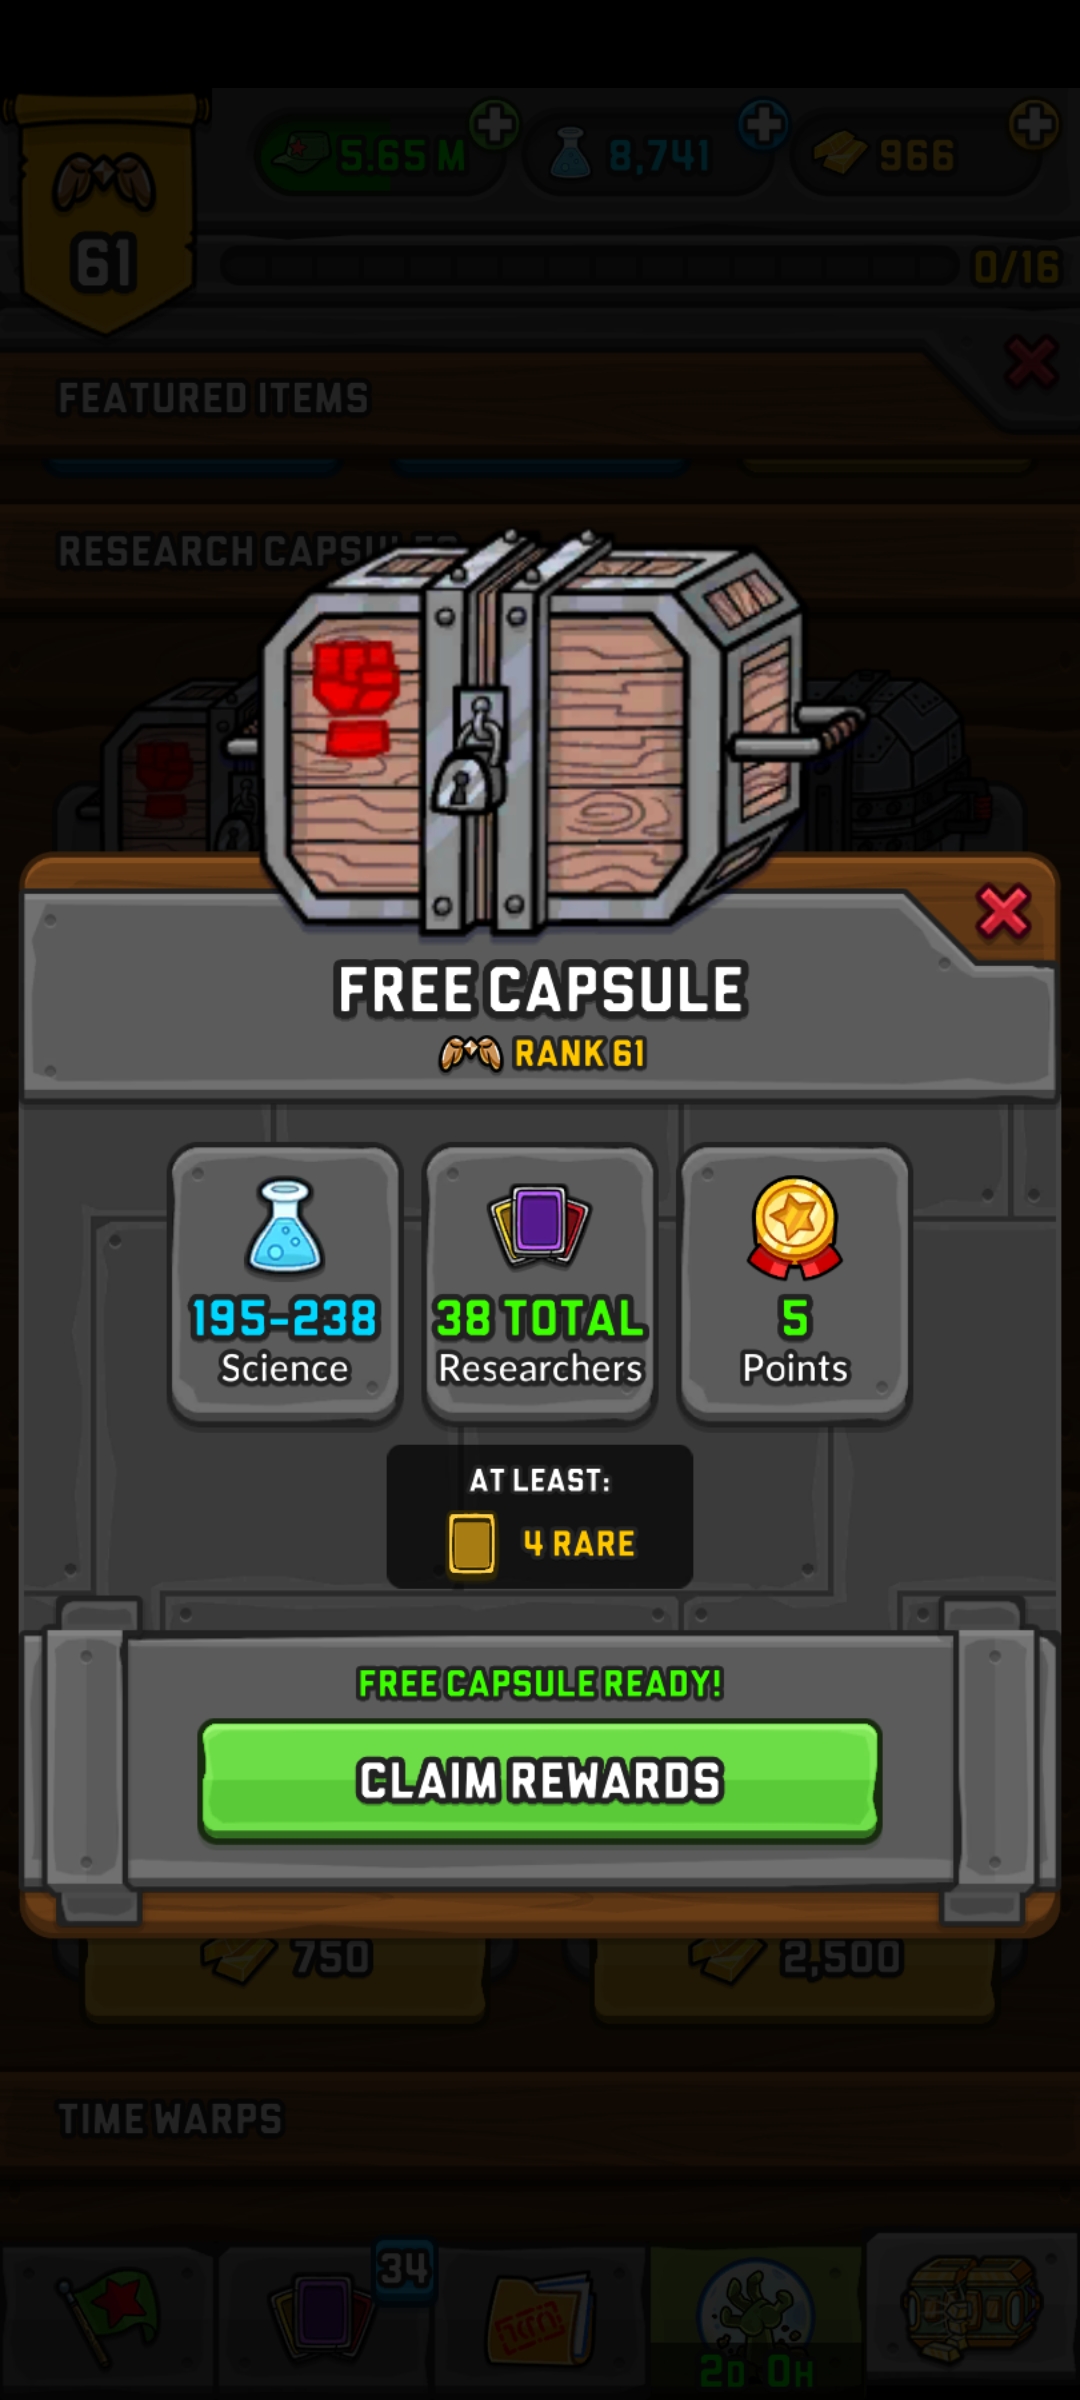 5.65 M
8,741
966
61
0/16
FEATURED ITEMS
RESEARCH CAPSULES
FREE CAPSULE
RANK 61
195-238
Science
38 TOTAL
Researchers
5
Points
AT LEAST:
4 RARE
FREE CAPSULE READY!
CLAIM REWARDS
750
2,500
TIME WARPS
34
2D 0H